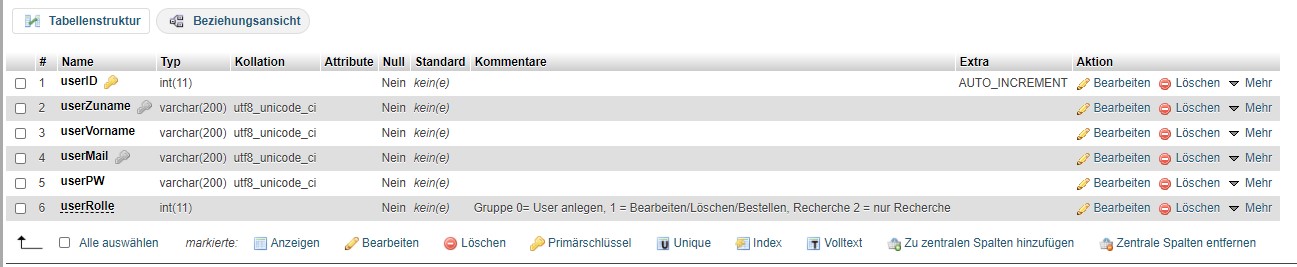 Tabellenstruktur Beziehungsansicht
# Name Typ Kollation Attribute Null Standard Kommentare Extra Aktion
1 userID int(11) Nein kein(e) AUTO_INCREMENT Bearbeiten Löschen Mehr
2 userZuname varchar(200) utf8_unicode_ci Nein kein(e) Bearbeiten Löschen Mehr
3 userVorname varchar(200) utf8_unicode_ci Nein kein(e) Bearbeiten Löschen Mehr
4 userMail varchar(200) utf8_unicode_ci Nein kein(e) Bearbeiten Löschen Mehr
5 userPW varchar(200) utf8_unicode_ci Nein kein(e) Bearbeiten Löschen Mehr
6 userRolle int(11) Nein kein(e) Gruppe 0= User anlegen, 1 = Bearbeiten/Löschen/Bestellen, Recherche 2 = nur Recherche Bearbeiten Löschen Mehr
Alle auswählen markierte: Anzeigen Bearbeiten Löschen Primärschlüssel Unique Index Volltext Zu zentralen Spalten hinzufügen Zentrale Spalten entfernen